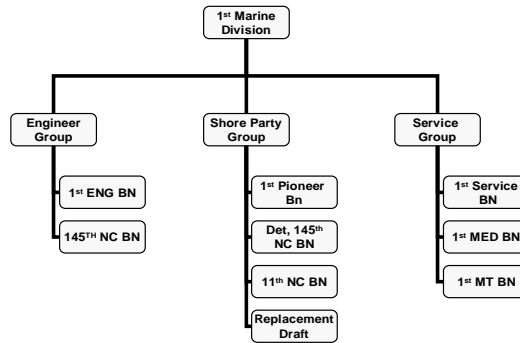 1st Marine
Division
Engineer
Group
Shore Party
Group
Service
Group
1st ENG BN
145TH NC BN
1st Pioneer
Bn
Det, 145th
NC BN
11th NC BN
Replacement
Draft
1st Service
BN
1st MED BN
1st MT BN